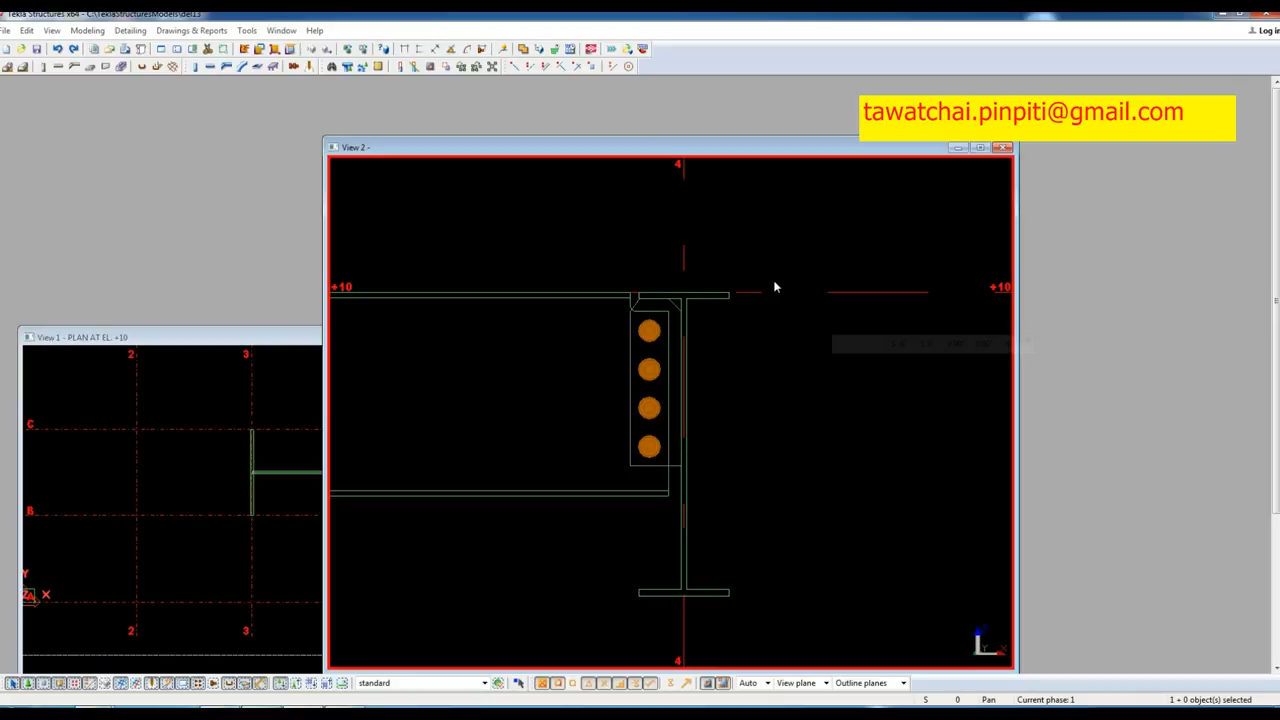 Tekla Structures x64 - C:\TeklaStructuresModels\del13
File Edit View Modeling Detailing Drawings & Reports Tools Window Help
Log in
tawatchai.pinpiti@gmail.com
View 2 -
4
+10
+10
View 1 - PLAN AT EL. +10
2
3
C
B
Y
Z
X
2
3
4
Z
Y
X
standard
Auto
View plane
Outline planes
S
0
Pan
Current phase: 1
1 + 0 object(s) selected